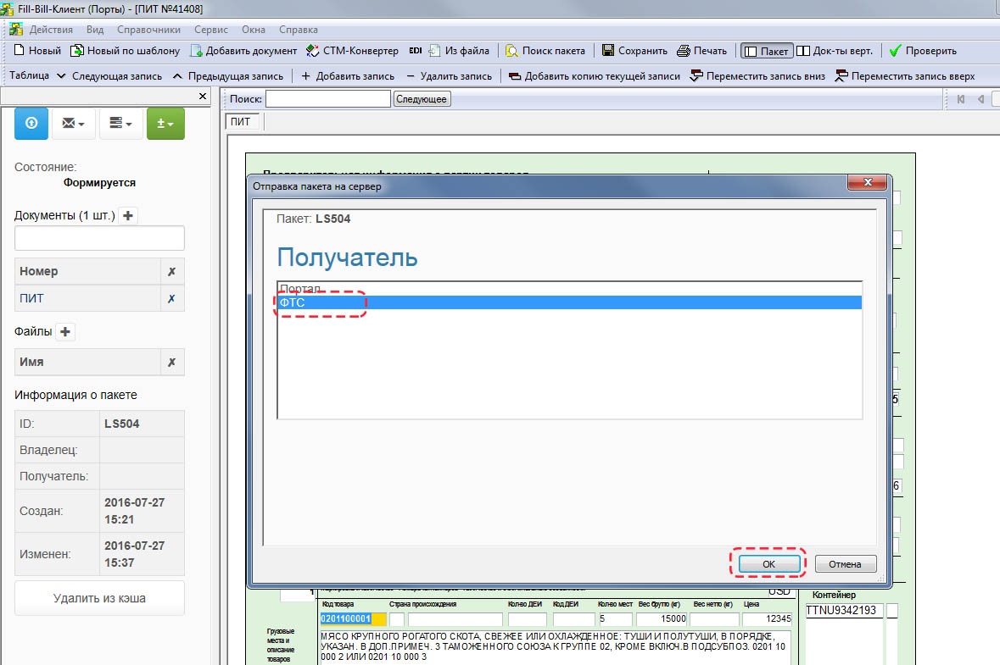 Fill-Bill-Клиент (Порты) - [ПИТ №41408]
Действия Вид Справочники Сервис Окна Справка
Новый Новый по шаблону Добавить документ СТМ-Конвертер EDI Из файла Поиск пакета Сохранить Печать Пакет Док-ты верт. Проверить
Таблица Следующая запись Предыдущая запись Добавить запись Удалить запись Добавить копию текущей записи Переместить запись вниз Переместить запись вверх
Поиск: Следующее
ПИТ
Состояние:
Формируется
Документы (1 шт.)
Номер
ПИТ
Файлы
Имя
Информация о пакете
ID: LS504
Владелец:
Получатель:
Создан: 2016-07-27
15:21
Изменен: 2016-07-27
15:37
Удалить из кэша
Отправка пакета на сервер
Пакет: LS504
Получатель
Портал
ФТС
OK Отмена
5
6
1
USD
Контейнер
Код товара Страна происхождения Кол-во ДЕИ Код ДЕИ Кол-во мест Вес брутто (кг) Вес нетто (кг) Цена
0201100001 5 15000 12345
TTNU9342193
Грузовые
места и
описание
товаров
МЯСО КРУПНОГО РОГАТОГО СКОТА, СВЕЖЕЕ ИЛИ ОХЛАЖДЕННОЕ: ТУШИ И ПОЛУТУШИ, В ПОРЯДКЕ,
УКАЗАН. В ДОП.ПРИМЕЧ. 3 ТАМОЖЕННОГО СОЮЗА К ГРУППЕ 02, КРОМЕ ВКЛЮЧ.В ПОДСУБПОЗ. 0201 10
000 2 ИЛИ 0201 10 000 3